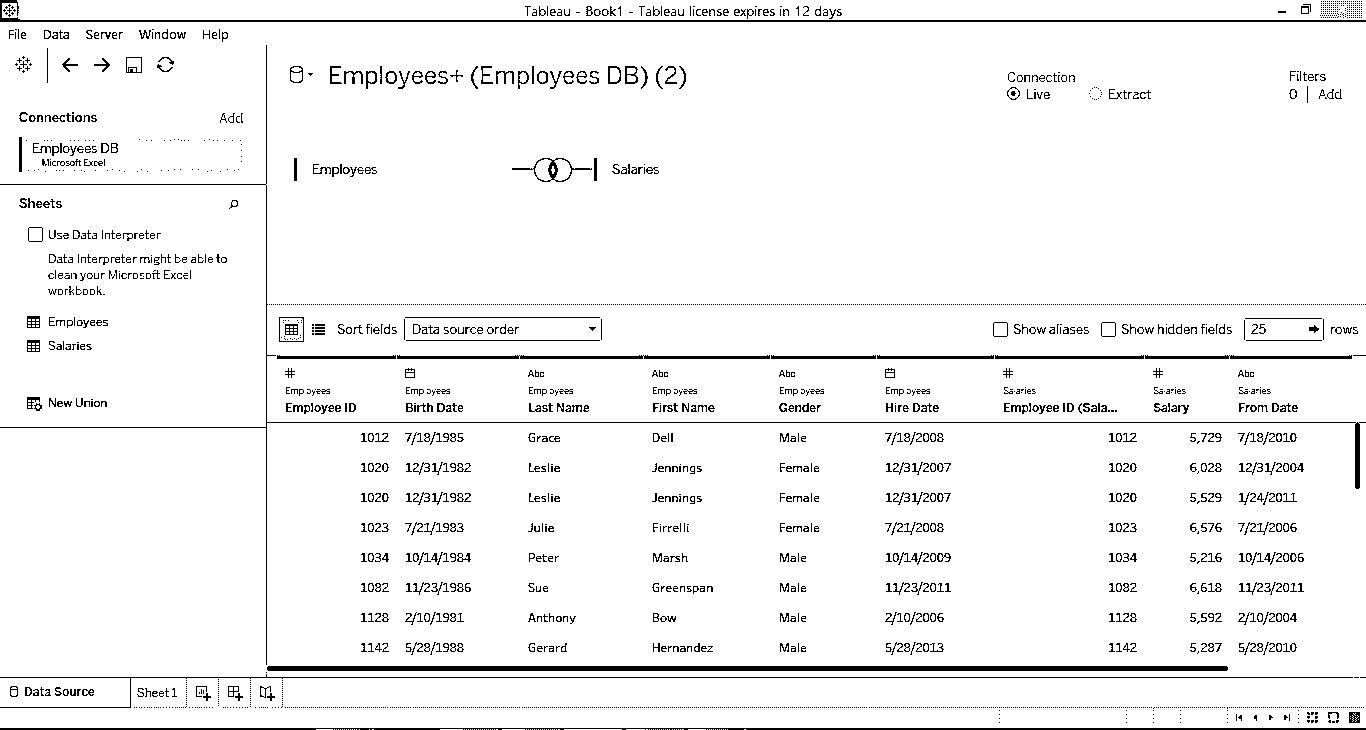 Tableau - Book1 - Tableau license expires in 12 days
File Data Server Window Help
Connections Add
Employees DB
Microsoft Excel
Sheets
Use Data Interpreter
Data Interpreter might be able to
clean your Microsoft Excel
workbook.
Employees
Salaries
New Union
Employees+ (Employees DB) (2)
Connection
Live Extract
Filters
0 Add
Employees Salaries
Sort fields Data source order Show aliases Show hidden fields 25 rows
Abc Abc Abc Abc
Employees Employees Employees Employees Employees Employees Salaries Salaries Salaries
Employee ID Birth Date Last Name First Name Gender Hire Date Employee ID (Sala... Salary From Date
1012 7/18/1985 Grace Dell Male 7/18/2008 1012 5,729 7/18/2010
1020 12/31/1982 Leslie Jennings Female 12/31/2007 1020 6,028 12/31/2004
1020 12/31/1982 Leslie Jennings Female 12/31/2007 1020 5,529 1/24/2011
1023 7/21/1983 Julie Firrelli Female 7/21/2008 1023 6,576 7/21/2006
1034 10/14/1984 Peter Marsh Male 10/14/2009 1034 5,216 10/14/2006
1082 11/23/1986 Sue Greenspan Male 11/23/2011 1082 6,618 11/23/2011
1128 2/10/1981 Anthony Bow Male 2/10/2006 1128 5,592 2/10/2004
1142 5/28/1988 Gerard Hernandez Male 5/28/2013 1142 5,287 5/28/2010
Data Source Sheet1